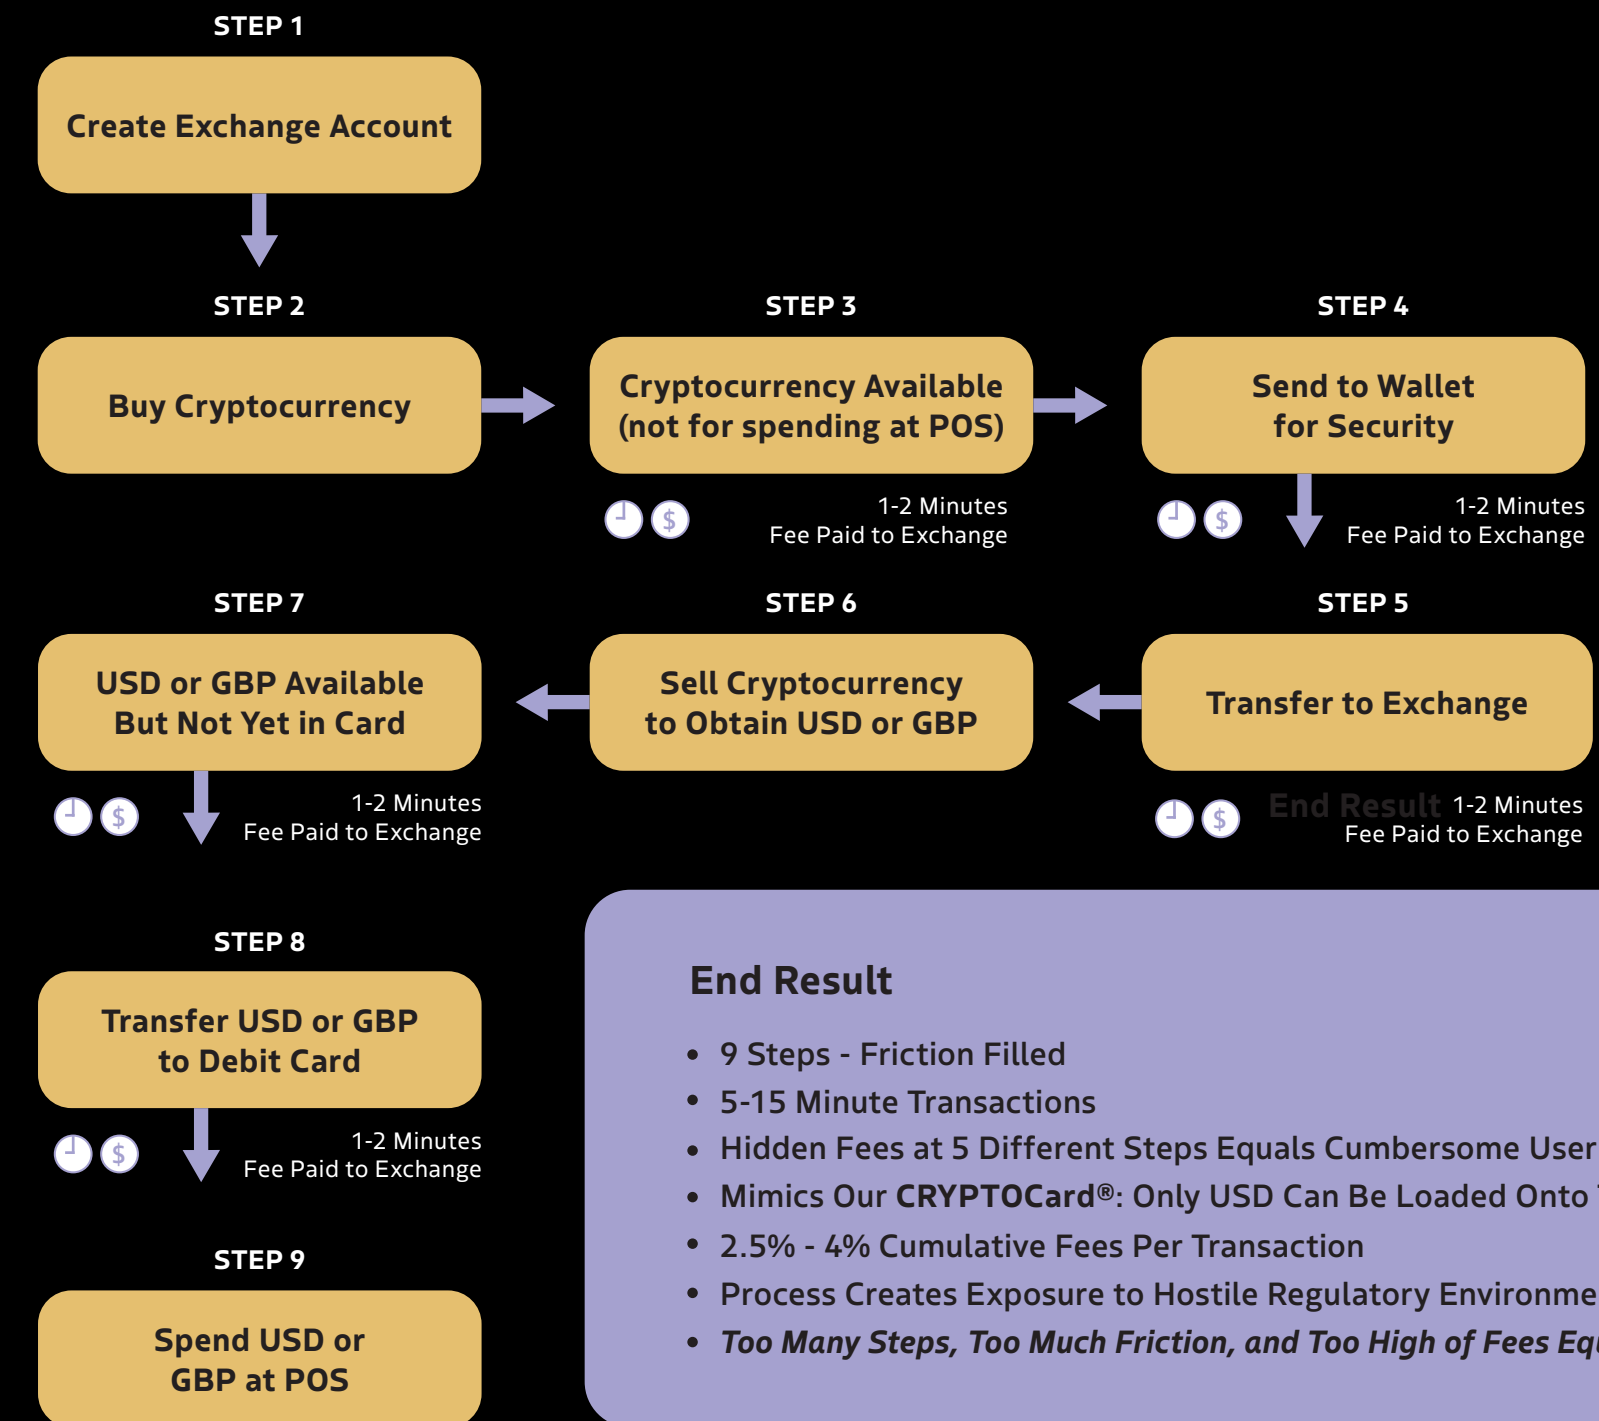 STEP 1
Create Exchange Account
STEP 2
Buy Cryptocurrency
STEP 3
Cryptocurrency Available
(not for spending at POS)
1-2 Minutes
Fee Paid to Exchange
STEP 4
Send to Wallet
for Security
1-2 Minutes
Fee Paid to Exchange
STEP 5
Transfer to Exchange
End Result
1-2 Minutes
Fee Paid to Exchange
STEP 6
Sell Cryptocurrency
to Obtain USD or GBP
STEP 7
USD or GBP Available
But Not Yet in Card
1-2 Minutes
Fee Paid to Exchange
STEP 8
Transfer USD or GBP
to Debit Card
1-2 Minutes
Fee Paid to Exchange
STEP 9
Spend USD or
GBP at POS
End Result
• 9 Steps - Friction Filled
• 5-15 Minute Transactions
• Hidden Fees at 5 Different Steps Equals Cumbersome User
• Mimics Our CRYPTOCard®: Only USD Can Be Loaded Onto
• 2.5% - 4% Cumulative Fees Per Transaction
• Process Creates Exposure to Hostile Regulatory Environme
• Too Many Steps, Too Much Friction, and Too High of Fees Equ